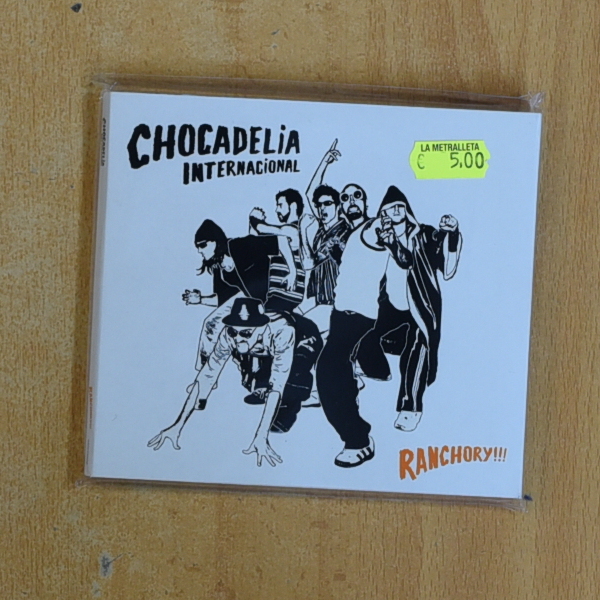 CHOCADELiA
INTERNACiONAL
LA METRALLETA
€ 5,00
RANCHORY!!!